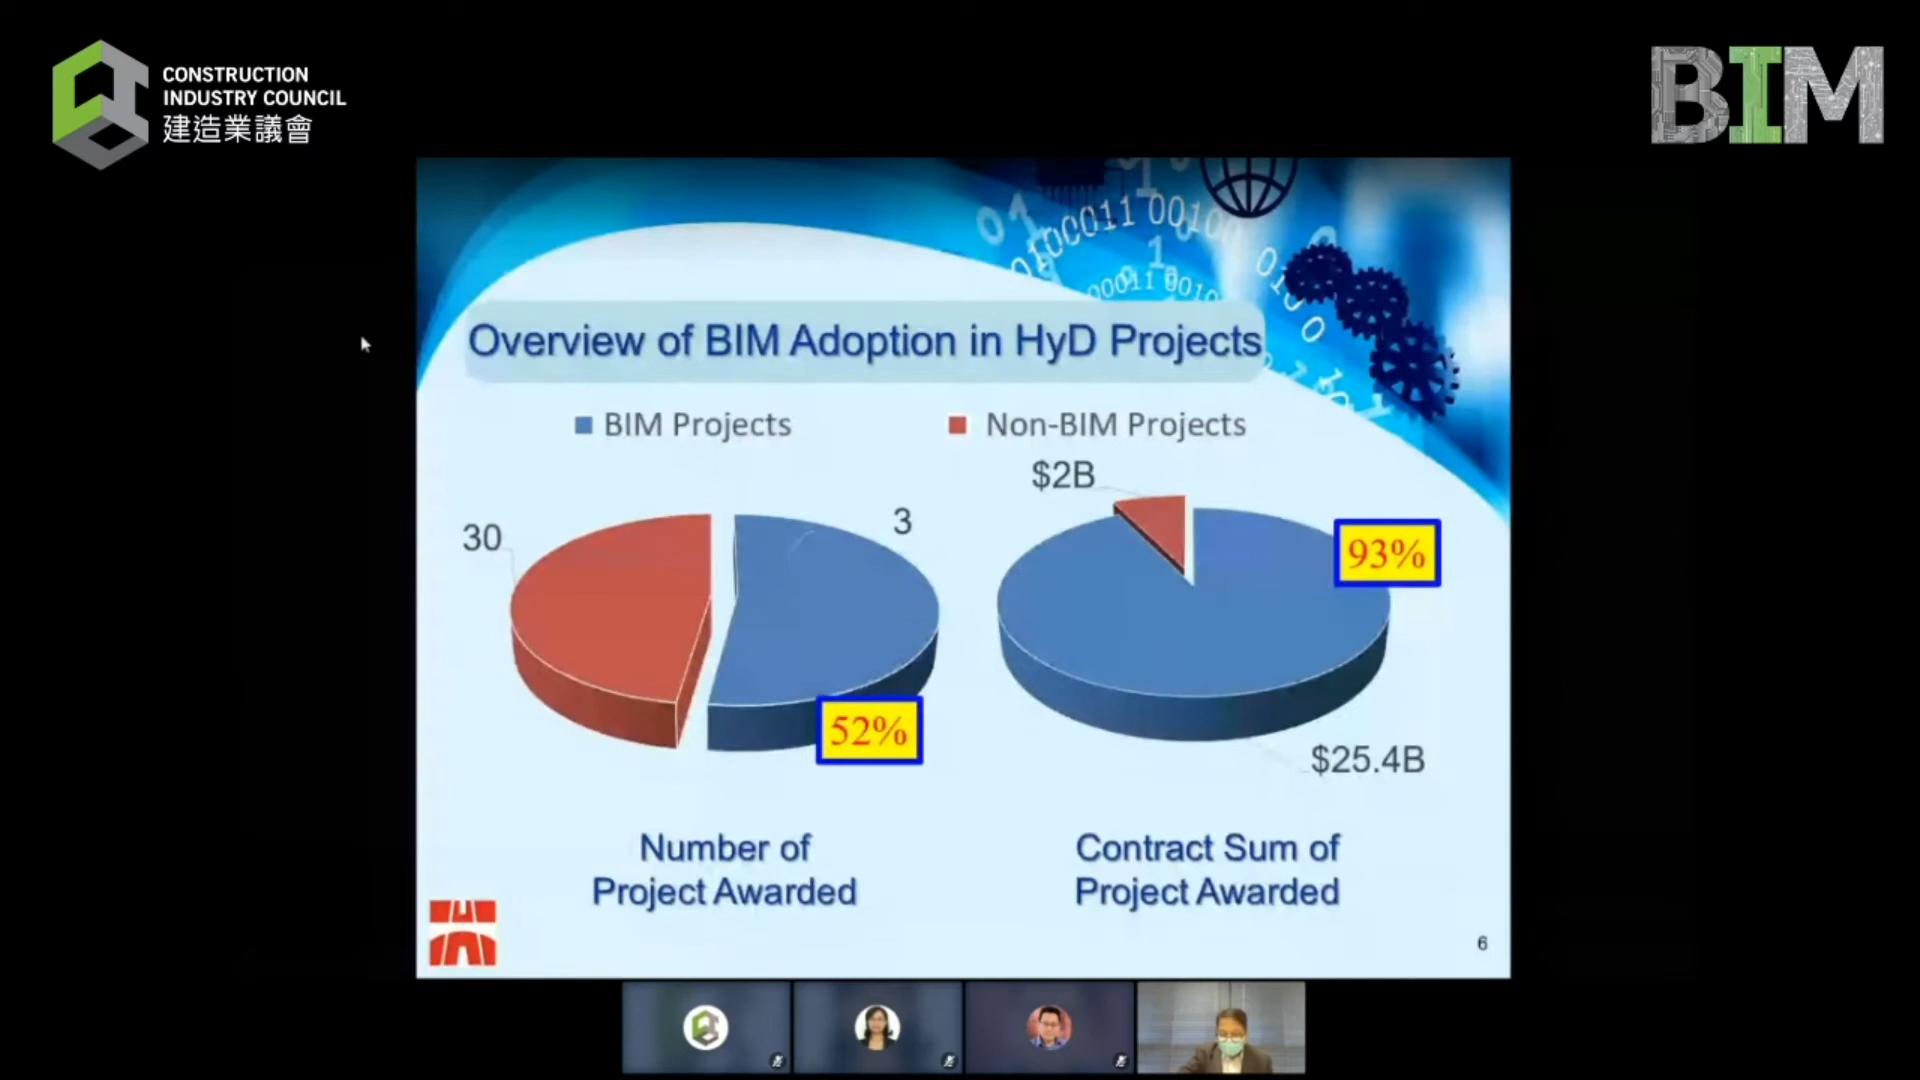 CONSTRUCTION
INDUSTRY COUNCIL
建造業議會
BIM
Overview of BIM Adoption in HyD Projects
BIM Projects
Non-BIM Projects
30
3
52%
$2B
93%
$25.4B
Number of
Project Awarded
Contract Sum of
Project Awarded
6